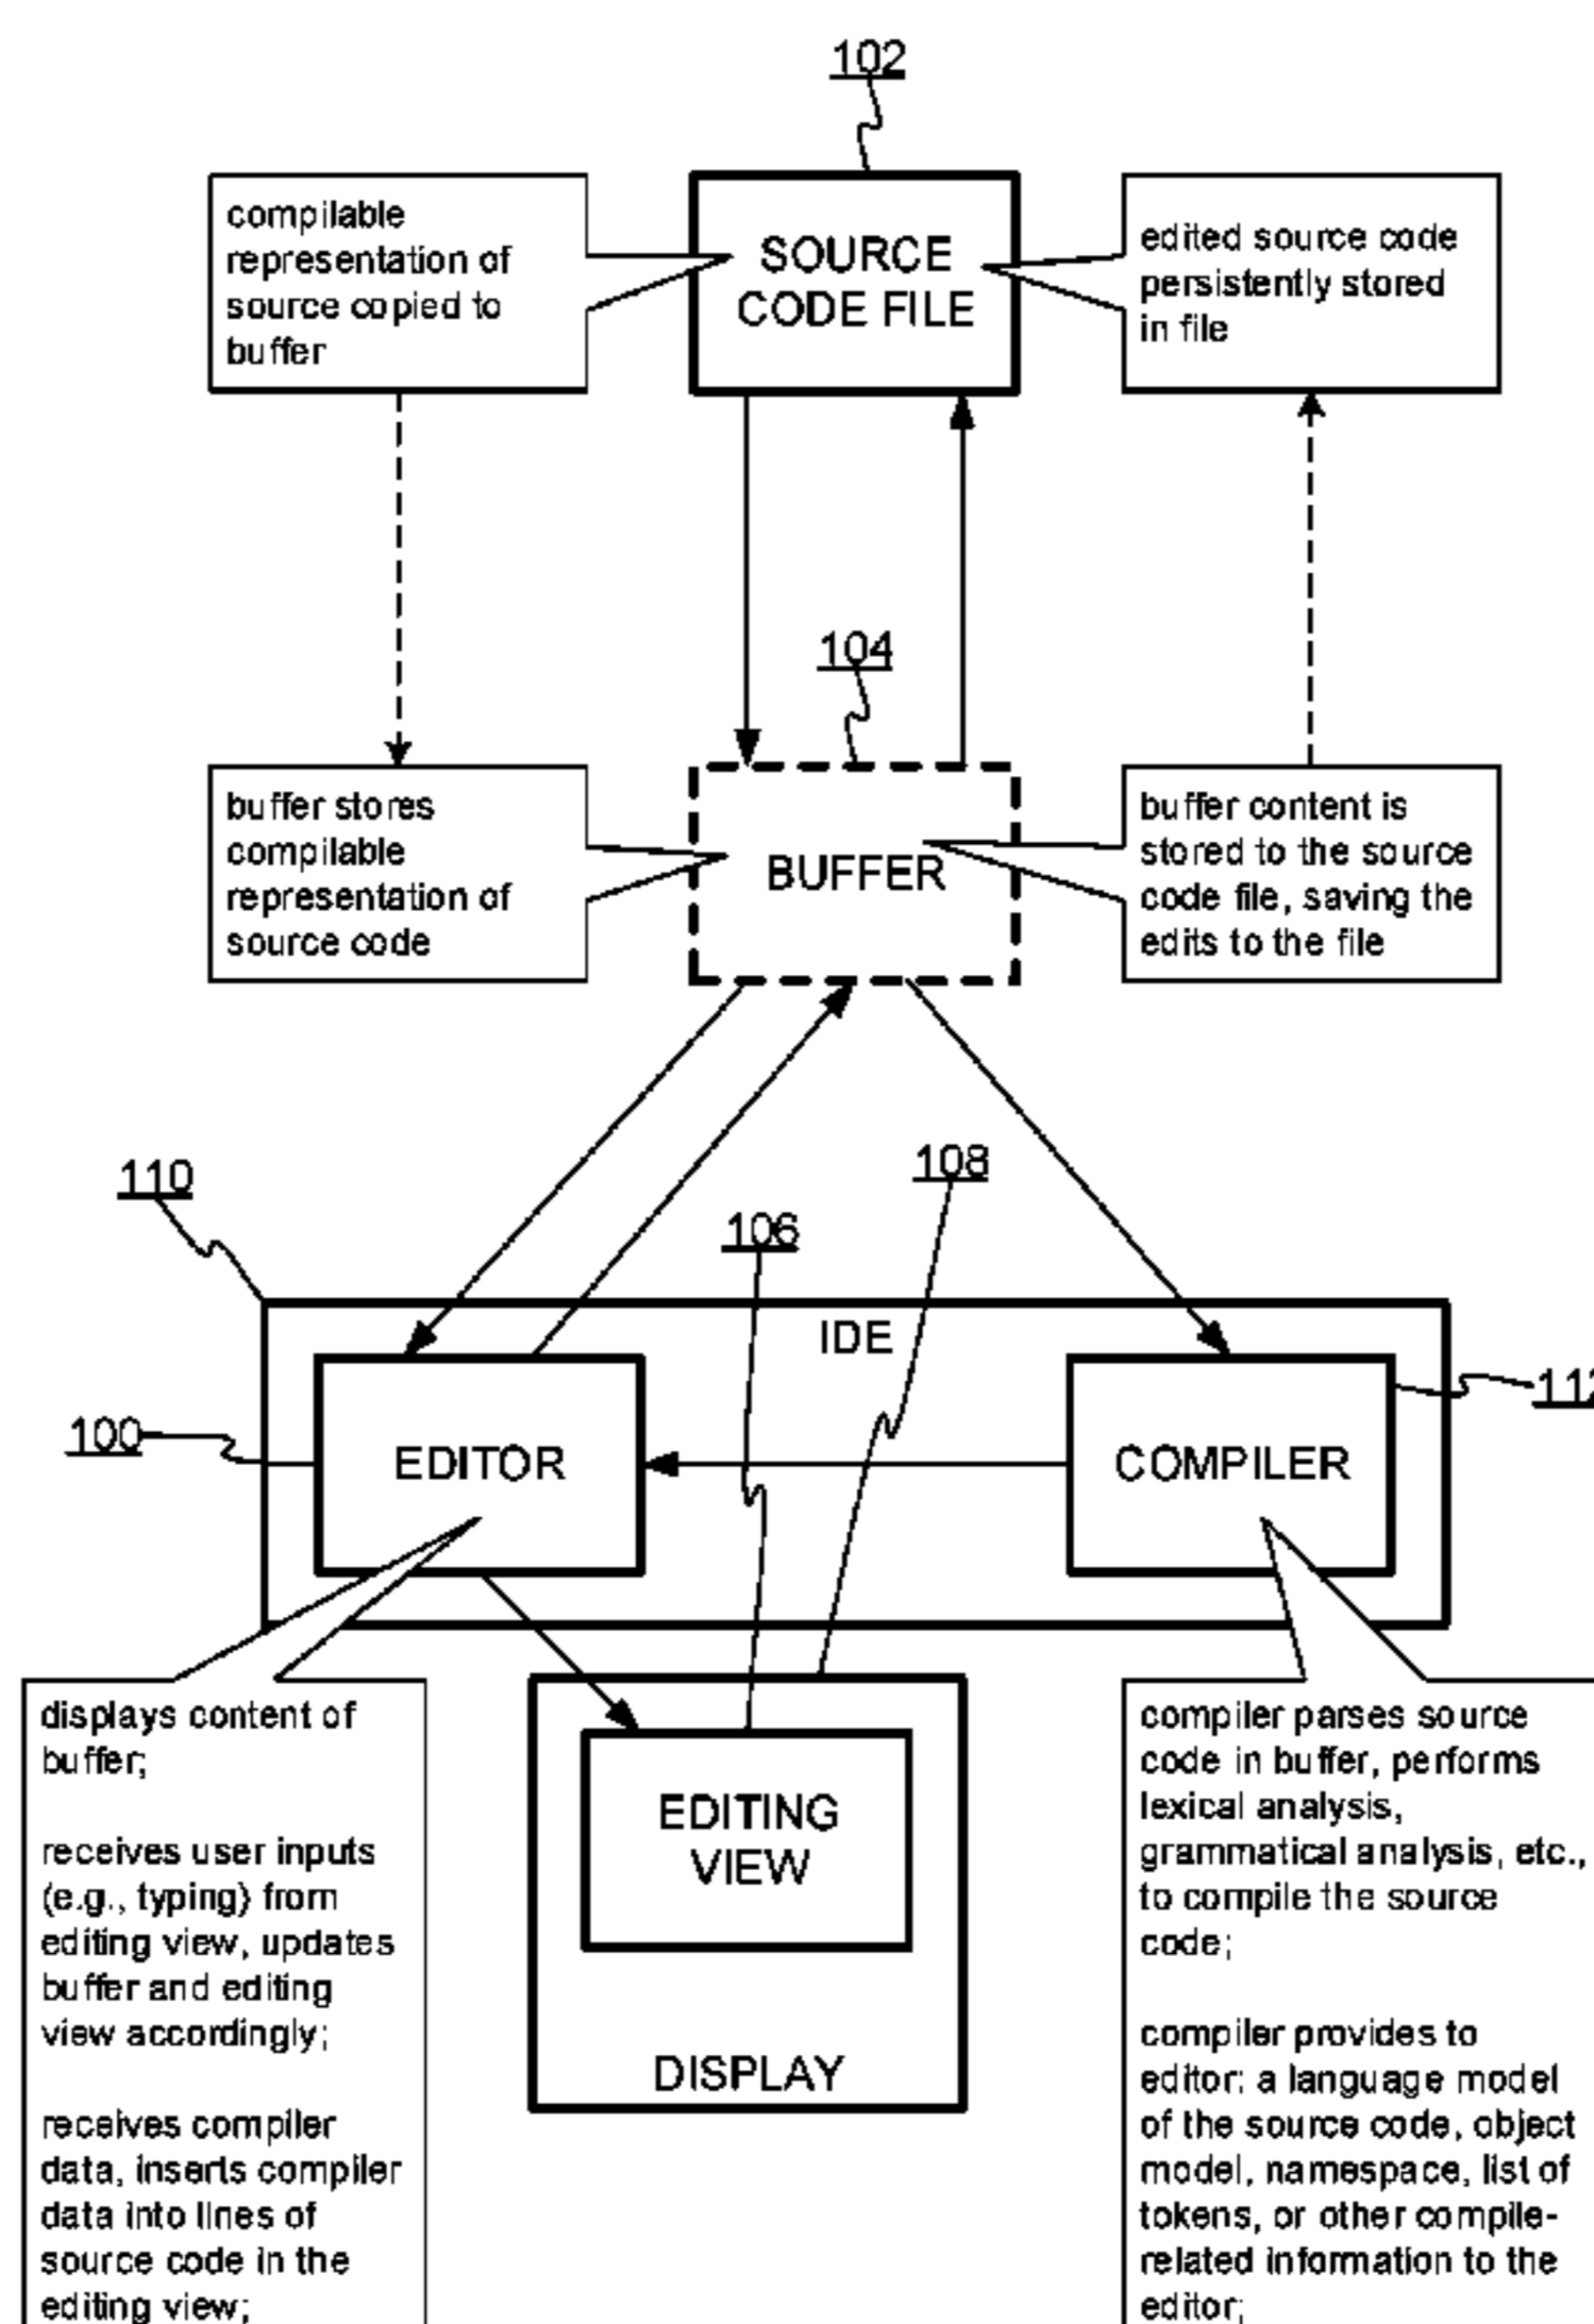 102
compilable
representation of
source copied to
buffer
SOURCE
CODE FILE
edited source code
persistently stored
in file
104
buffer stores
compilable
representation of
source code
BUFFER
buffer content is
stored to the source
code file, saving the
edits to the file
110
108
106
IDE
112
100
EDITOR
COMPILER
displays content of
buffer;
receives user inputs
(e.g., typing) from
editing view, updates
buffer and editing
view accordingly;
receives compiler
data, inserts compiler
data into lines of
source code in the
editing view;
EDITING
VIEW
DISPLAY
compiler parses source
code in buffer, performs
lexical analysis,
grammatical analysis, etc.,
to compile the source
code;
compiler provides to
editor: a language model
of the source code, object
model, namespace, list of
tokens, or other compile-
related information to the
editor;